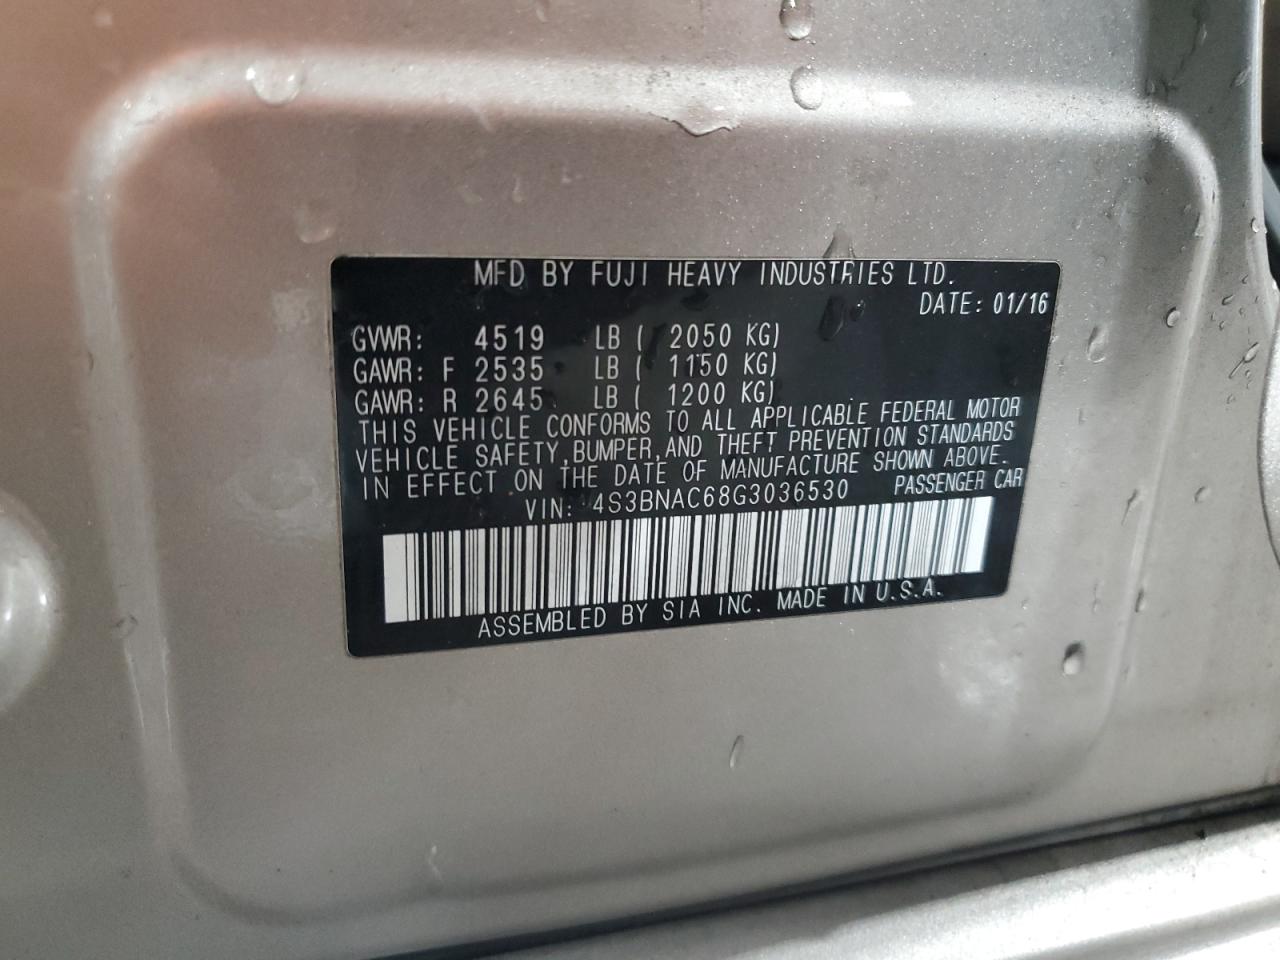 MFD BY FUJI HEAVY INDUSTRIES LTD.
DATE: 01/16
GVWR: 4519 LB ( 2050 KG)
GAWR: F 2535 LB ( 1150 KG)
GAWR: R 2645 LB ( 1200 KG)
THIS VEHICLE CONFORMS TO ALL APPLICABLE FEDERAL MOTOR
VEHICLE SAFETY, BUMPER, AND THEFT PREVENTION STANDARDS
IN EFFECT ON THE DATE OF MANUFACTURE SHOWN ABOVE.
VIN: 4S3BNAC68G3036530 PASSENGER CAR
ASSEMBLED BY SIA INC. MADE IN U.S.A.